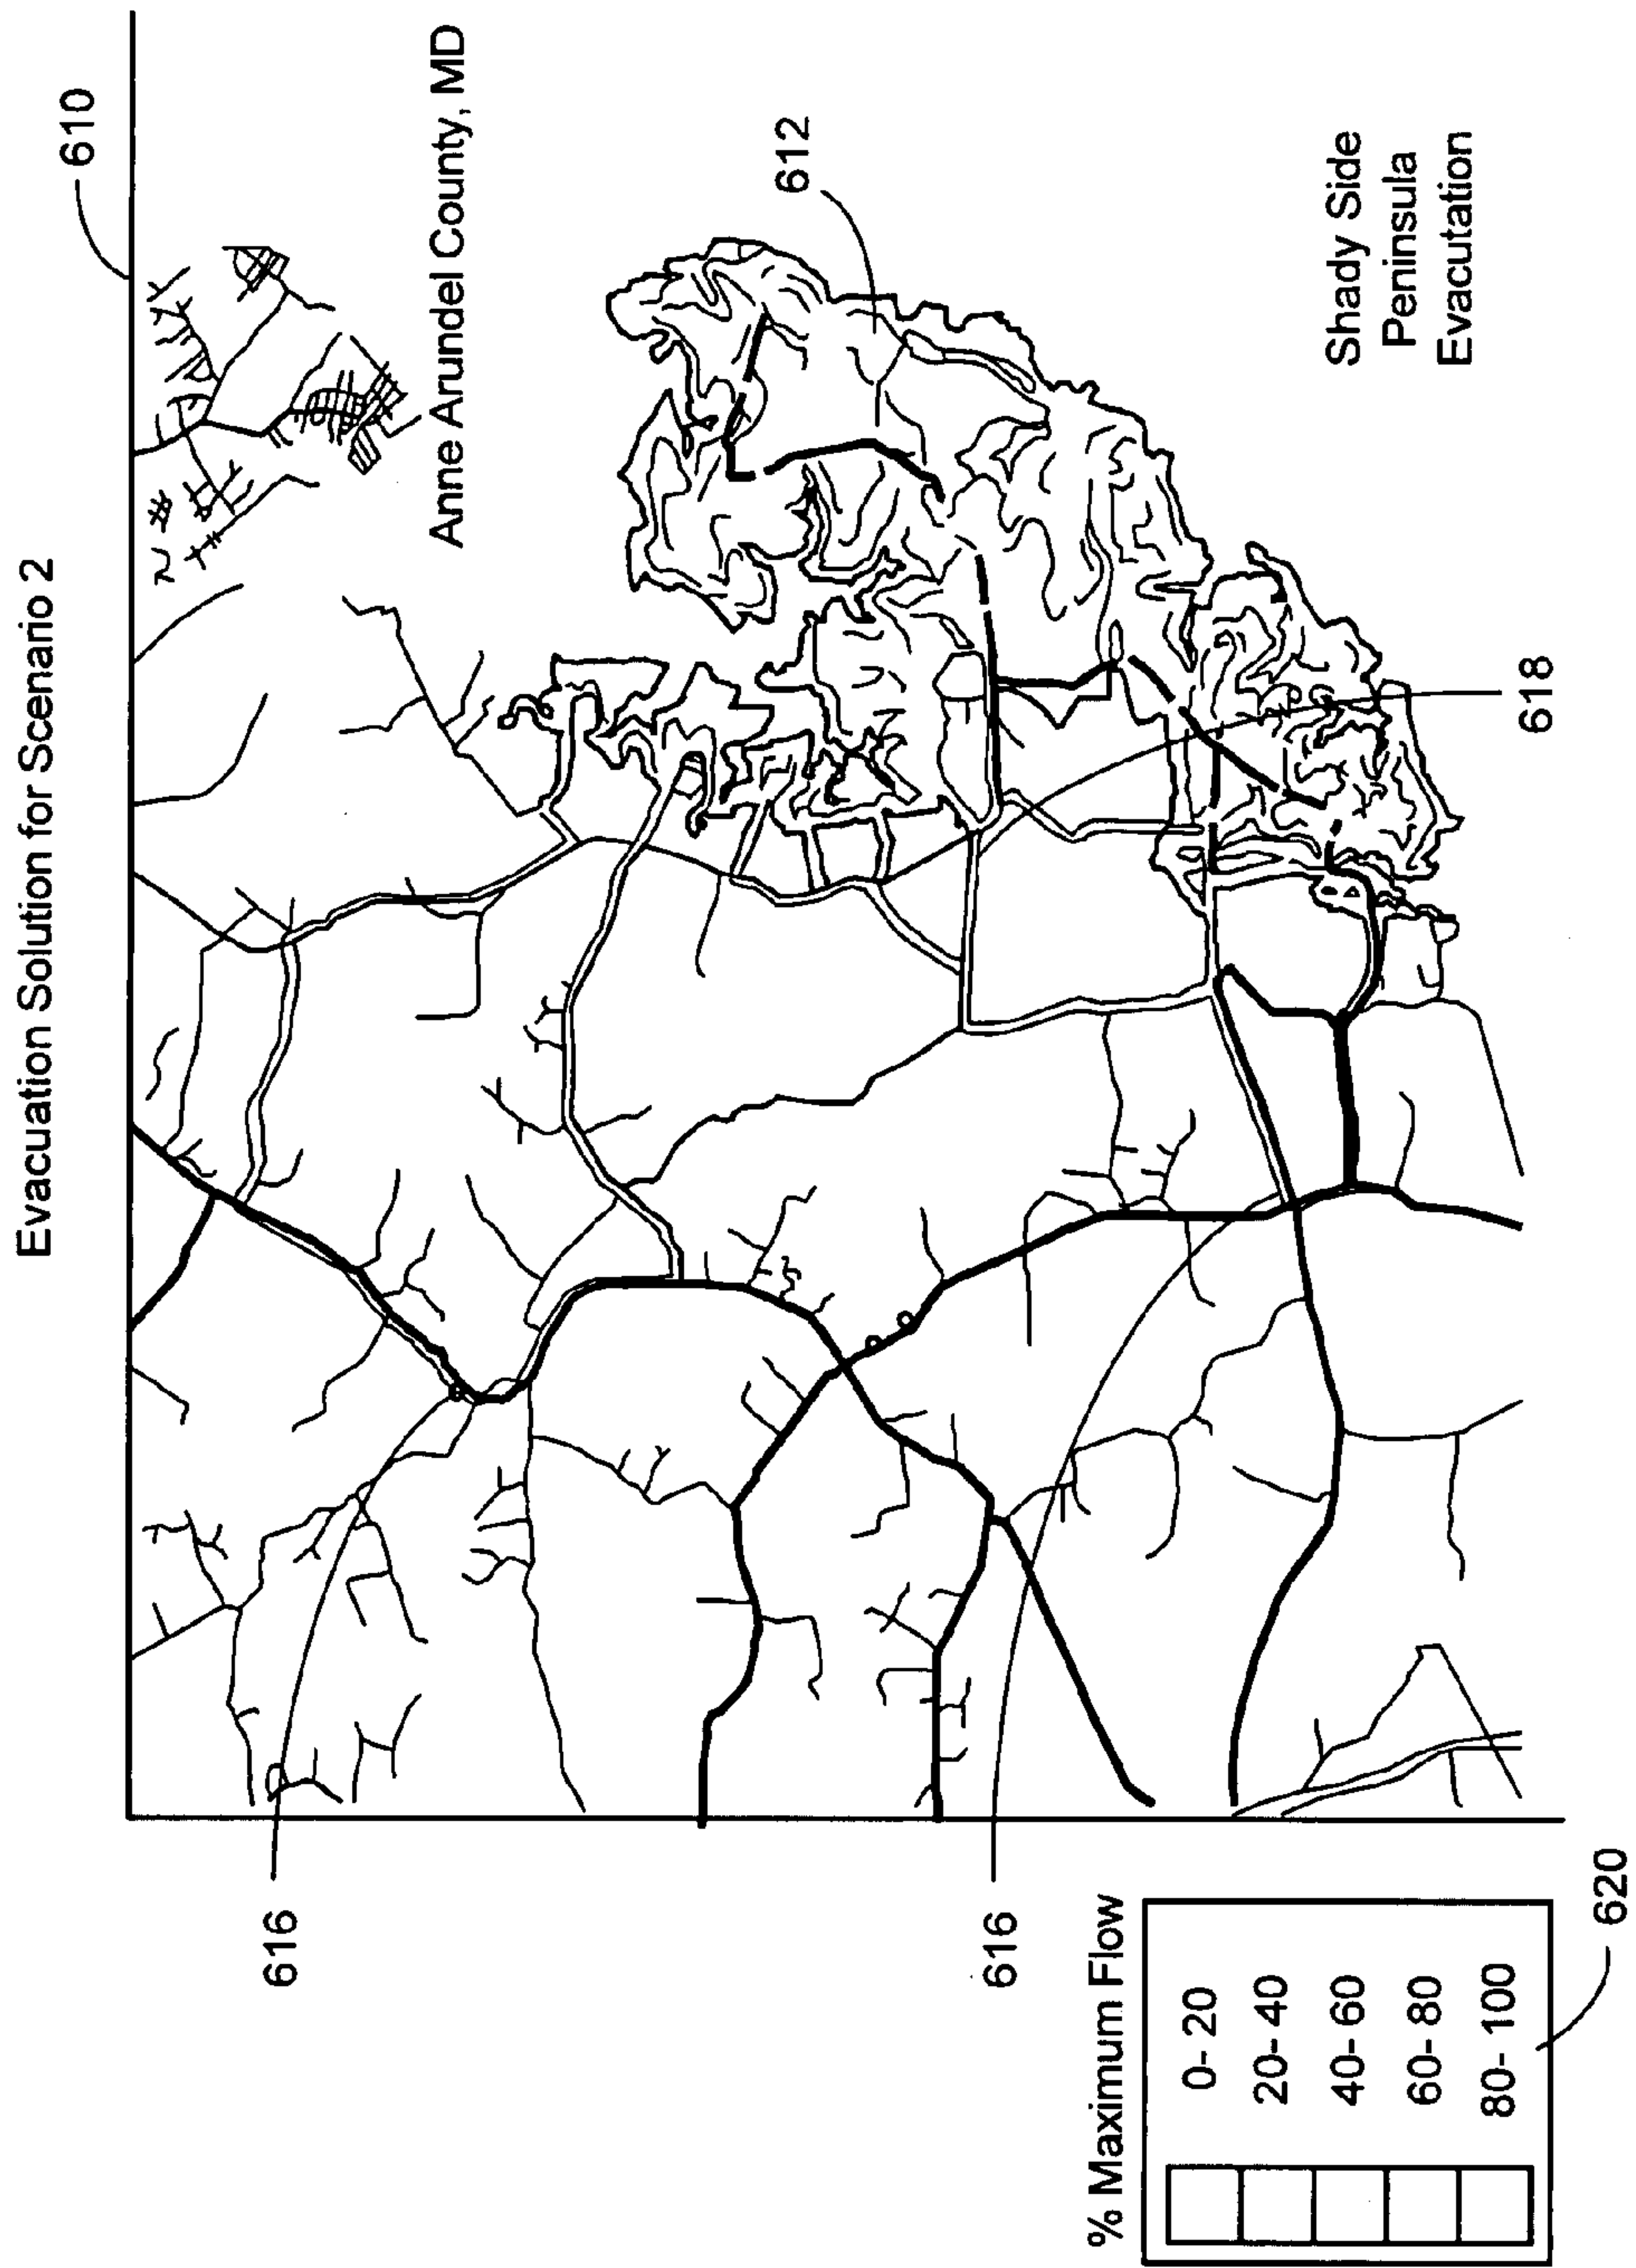 Evacuation Solution for Scenario 2
610
Anne Arundel County, MD
612
Shady Side
Peninsula
Evacutation
618
616
616
% Maximum Flow
0- 20
20- 40
40- 60
60- 80
80- 100
620